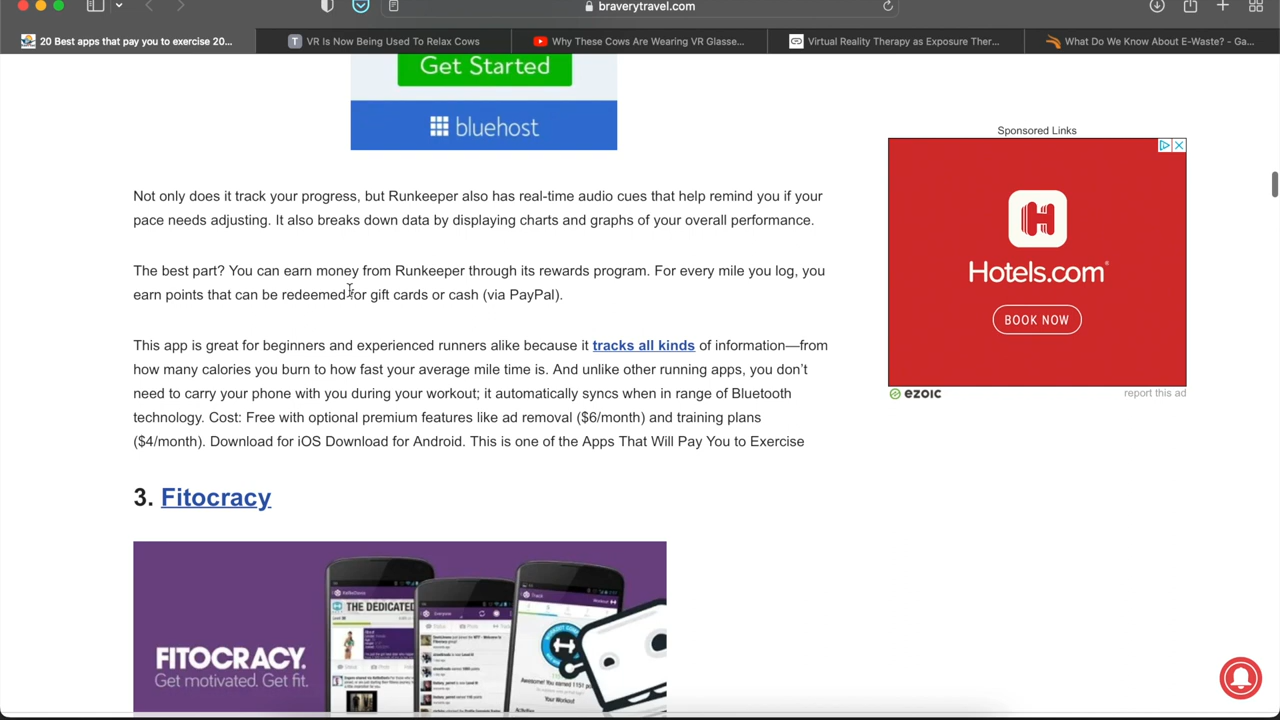 braverytravel.com
20 Best apps that pay you to exercise 20...
VR Is Now Being Used To Relax Cows
Why These Cows Are Wearing VR Glasse...
Virtual Reality Therapy as Exposure Ther...
What Do We Know About E-Waste? - Ga...
Get Started
bluehost
Sponsored Links
Hotels.com
BOOK NOW
ezoic
report this ad
Not only does it track your progress, but Runkeeper also has real-time audio cues that help remind you if your
pace needs adjusting. It also breaks down data by displaying charts and graphs of your overall performance.
The best part? You can earn money from Runkeeper through its rewards program. For every mile you log, you
earn points that can be redeemed for gift cards or cash (via PayPal).
This app is great for beginners and experienced runners alike because it tracks all kinds of information—from
how many calories you burn to how fast your average mile time is. And unlike other running apps, you don't
need to carry your phone with you during your workout; it automatically syncs when in range of Bluetooth
technology. Cost: Free with optional premium features like ad removal ($6/month) and training plans
($4/month). Download for iOS Download for Android. This is one of the Apps That Will Pay You to Exercise
3. Fitocracy
FITOCRACY.
Get motivated. Get fit.
THE DEDICATED
Track